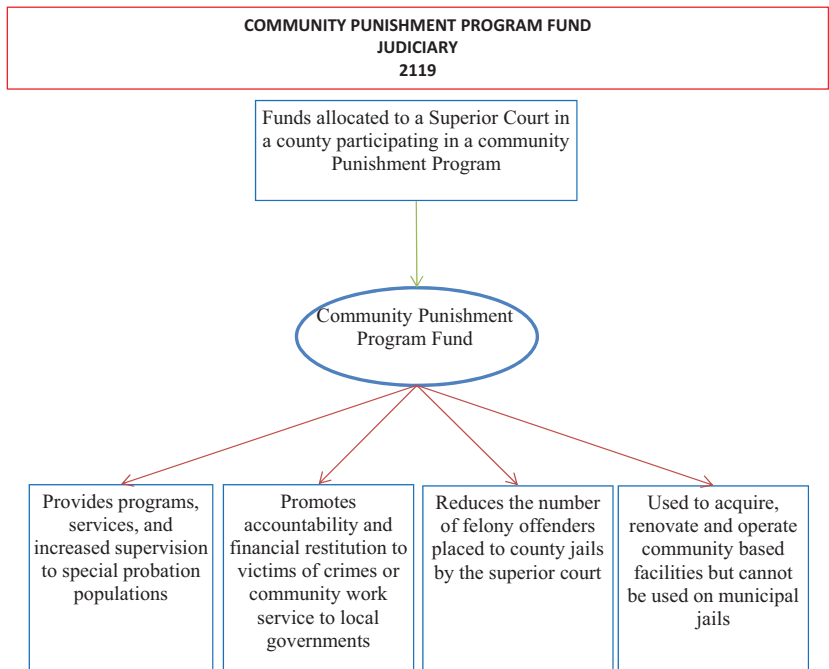 COMMUNITY PUNISHMENT PROGRAM FUND
JUDICIARY
2119
Funds allocated to a Superior Court in
a county participating in a community
Punishment Program
Community Punishment
Program Fund
Provides programs,
services, and
increased supervision
to special probation
populations
Promotes
accountability and
financial restitution to
victims of crimes or
community work
service to local
governments
Reduces the number
of felony offenders
placed to county jails
by the superior court
Used to acquire,
renovate and operate
community based
facilities but cannot
be used on municipal
jails